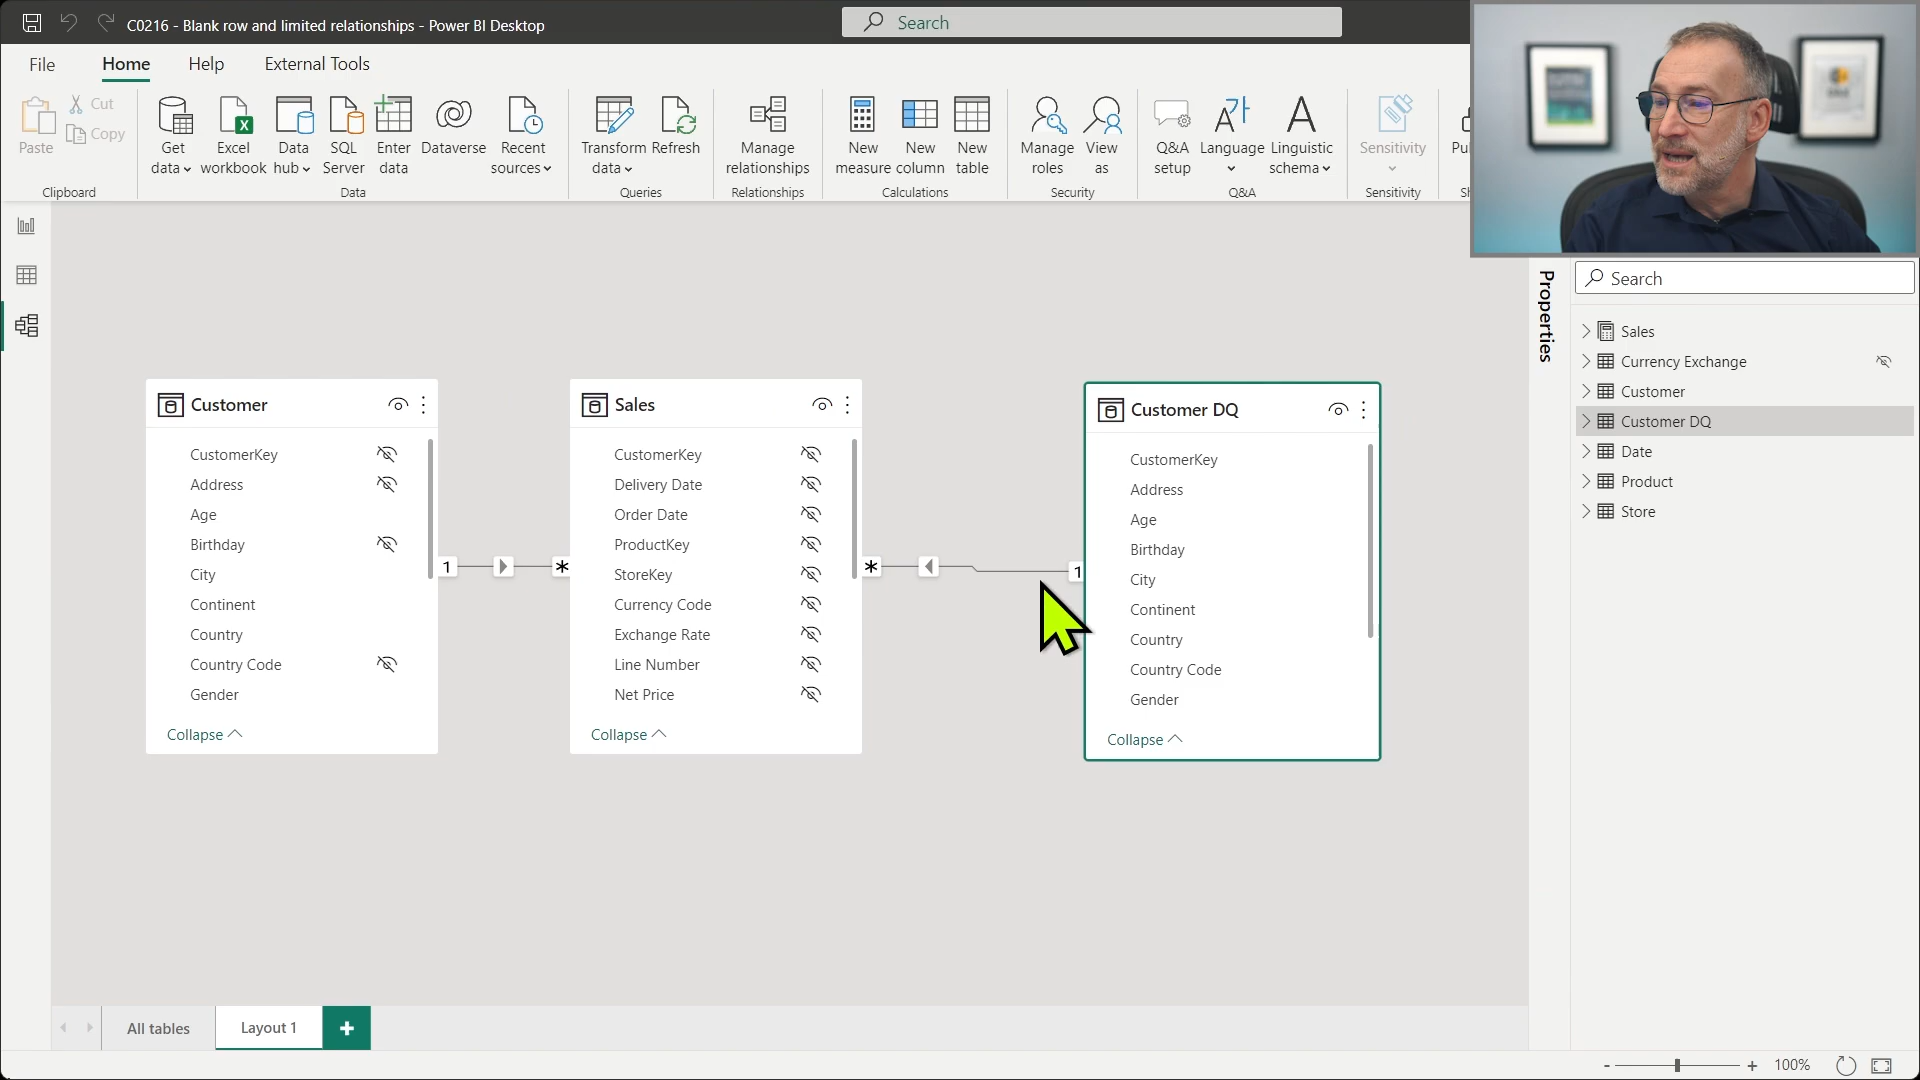 C0216 - Blank row and limited relationships - Power BI Desktop
Search
File
Home
Help
External Tools
Paste
Cut
Copy
Clipboard
Get
data
Excel
workbook
Data
hub
SQL
Server
Enter
data
Dataverse
Recent
sources
Data
Transform
data
Refresh
Queries
Manage
relationships
Relationships
New
measure
New
column
New
table
Calculations
Manage
roles
View
as
Security
Q&A
setup
Language
Linguistic
schema
Q&A
Sensitivity
Sensitivity
Customer
CustomerKey
Address
Age
Birthday
City
Continent
Country
Country Code
Gender
Collapse
1
*
Sales
CustomerKey
Delivery Date
Order Date
ProductKey
StoreKey
Currency Code
Exchange Rate
Line Number
Net Price
Collapse
*
1
Customer DQ
CustomerKey
Address
Age
Birthday
City
Continent
Country
Country Code
Gender
Collapse
Properties
Search
Sales
Currency Exchange
Customer
Customer DQ
Date
Product
Store
All tables
Layout 1
+
- + 100%